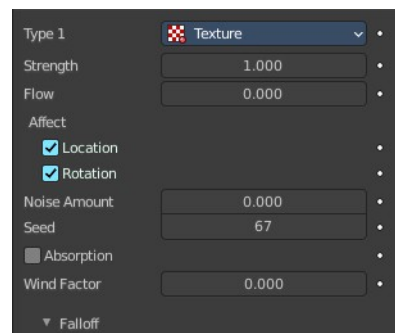 Type 1 Texture
Strength 1.000
Flow 0.000
Affect
Location
Rotation
Noise Amount 0.000
Seed 67
Absorption
Wind Factor 0.000
Falloff